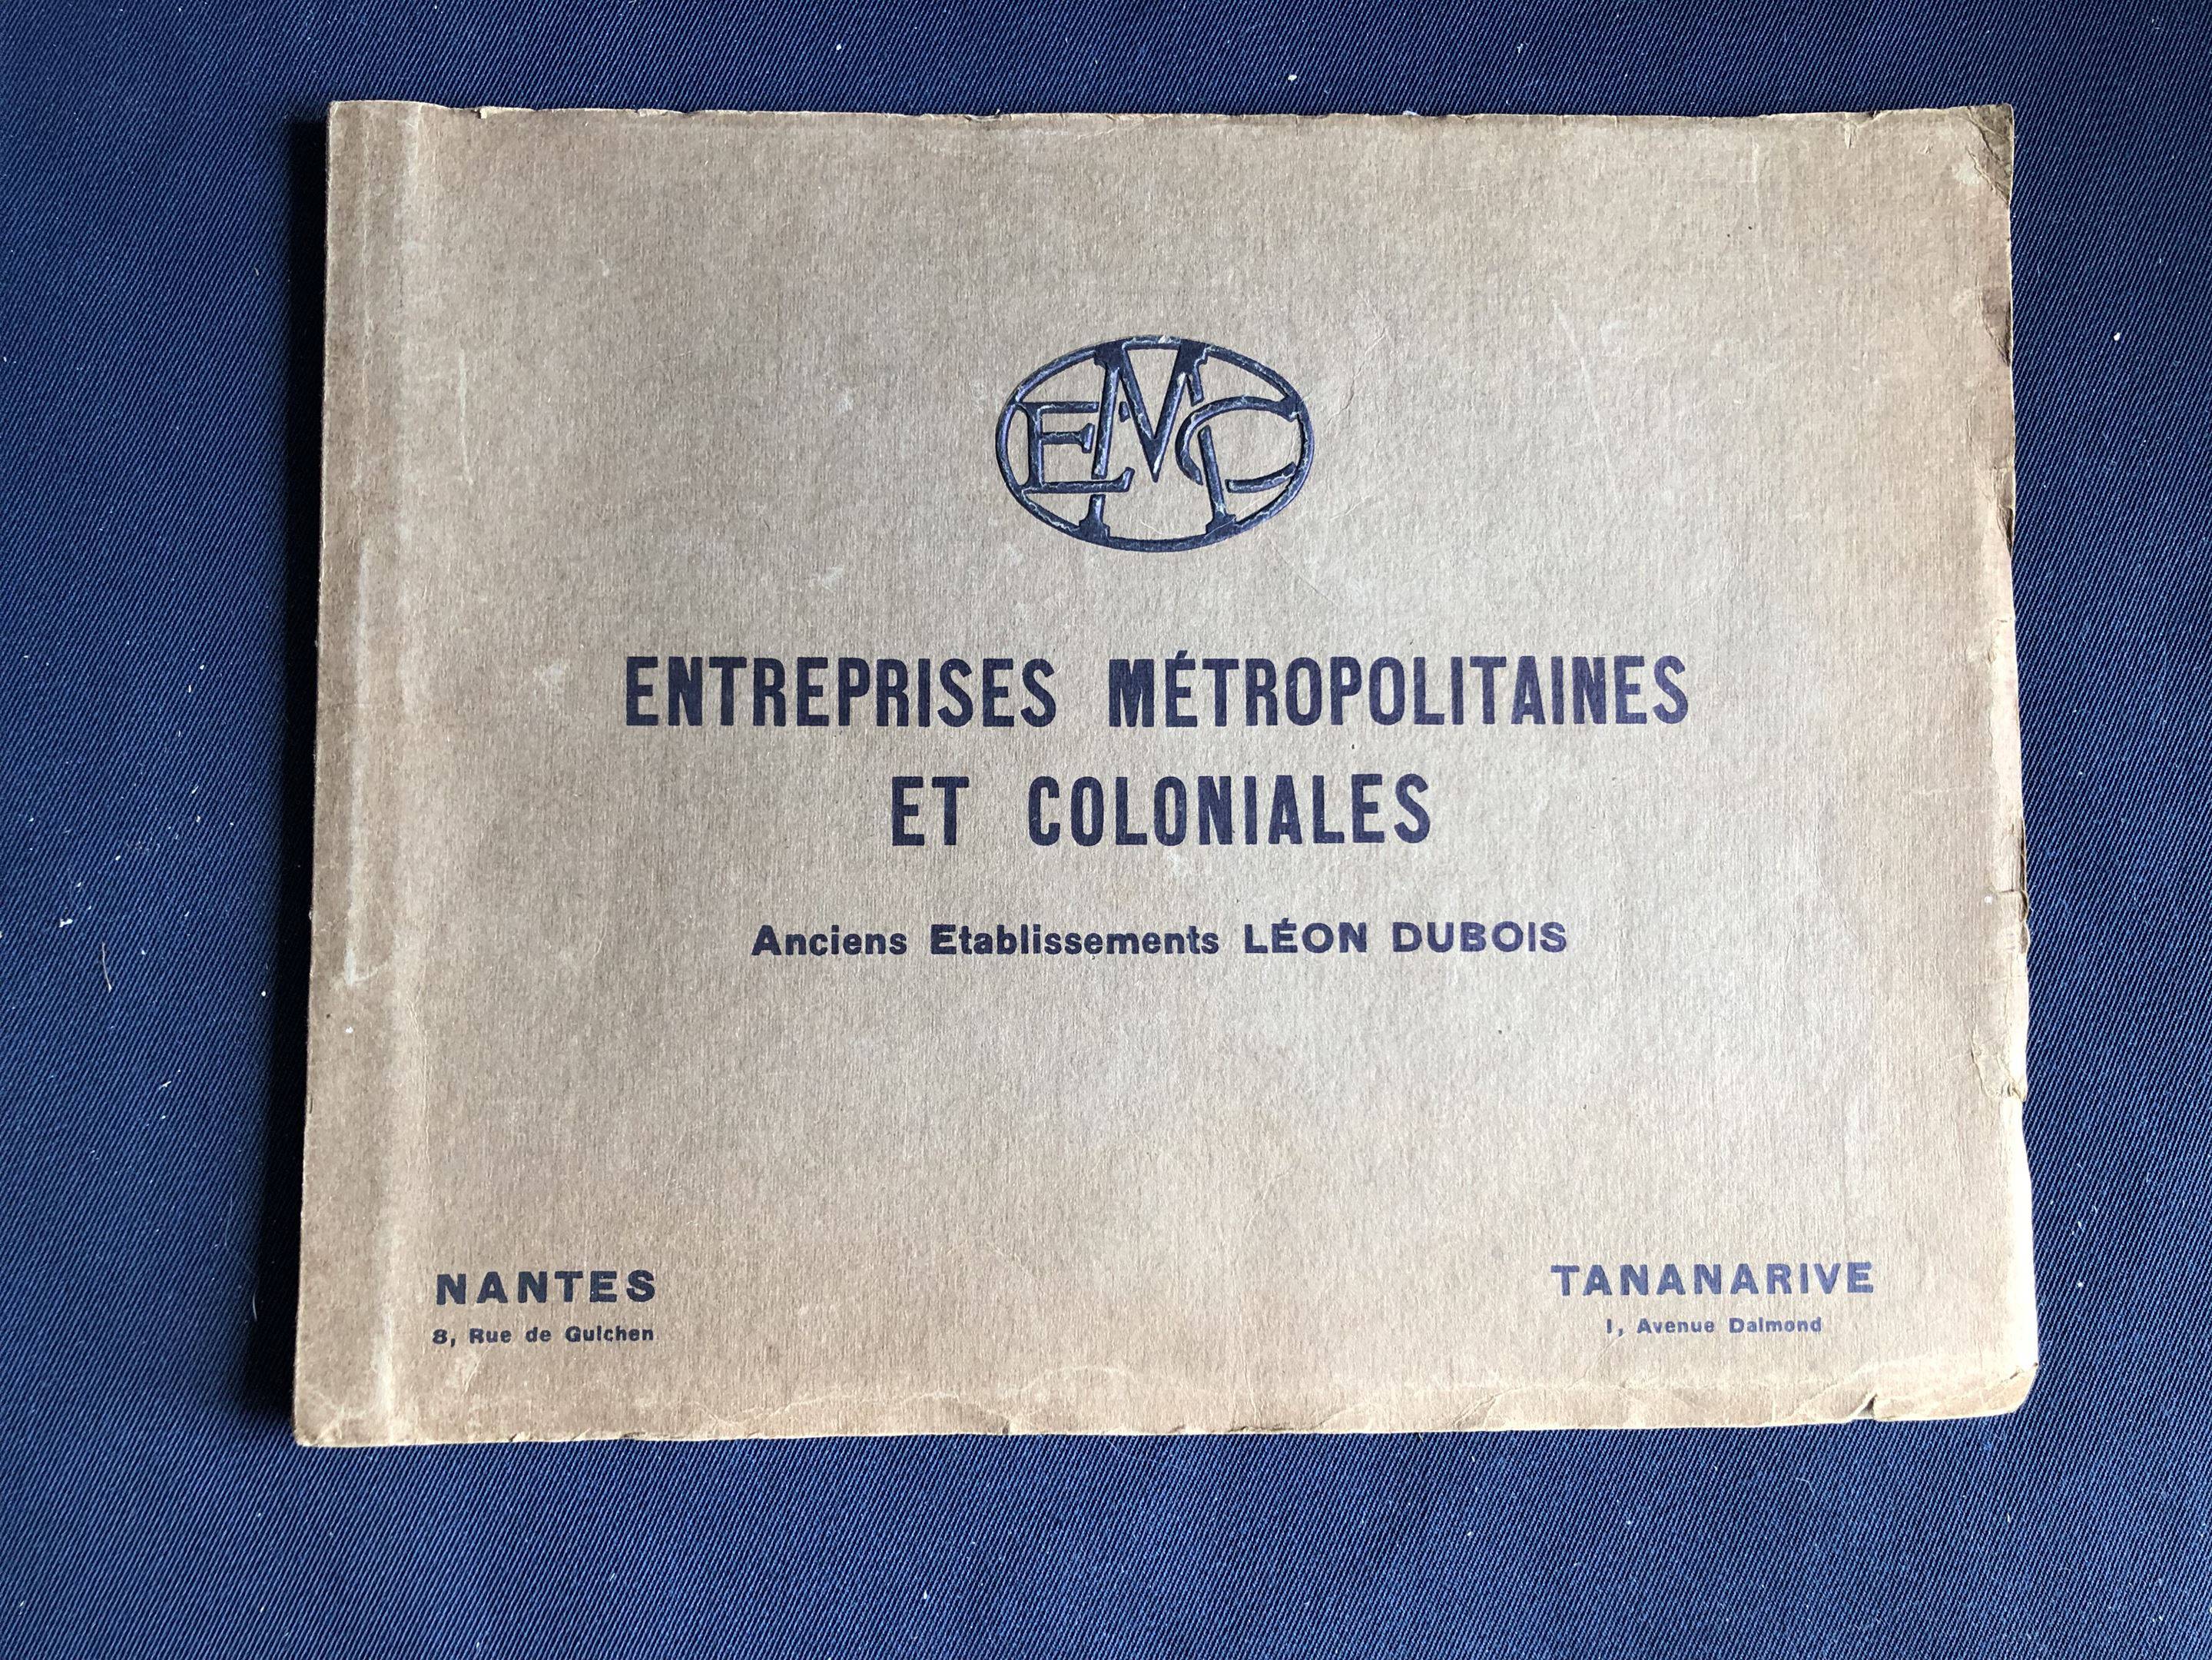 EMC
ENTREPRISES MÉTROPOLITAINES
ET COLONIALES
Anciens Etablissements LÉON DUBOIS
NANTES
8, Rue de Guichen
TANANARIVE
1, Avenue Dalmond